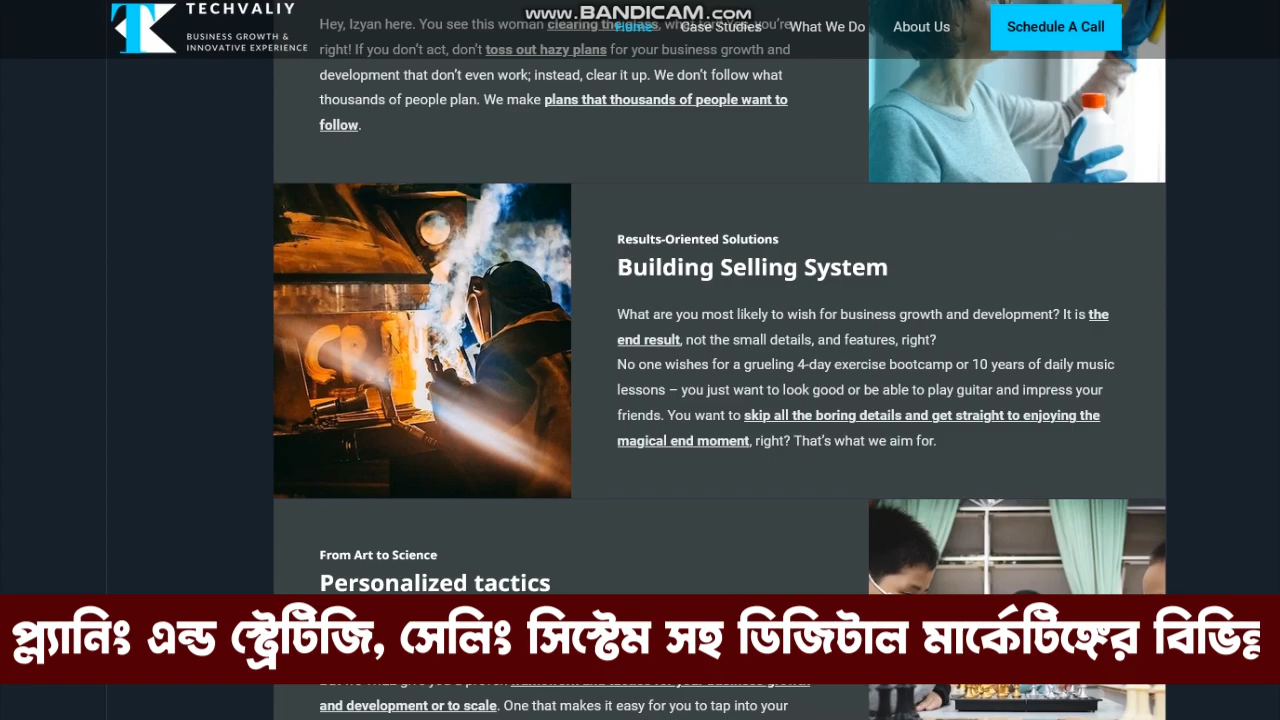 TECHVALIY
BUSINESS GROWTH &
INNOVATIVE EXPERIENCE
www.BANDICAM.com
Home
Case Studies
What We Do
About Us
Schedule A Call
Hey, Izyan here. You see this woman clearing the glass, you're
right! If you don't act, don't toss out hazy plans for your business growth and
development that don't even work; instead, clear it up. We don't follow what
thousands of people plan. We make plans that thousands of people want to
follow.
Results-Oriented Solutions
Building Selling System
What are you most likely to wish for business growth and development? It is the
end result, not the small details, and features, right?
No one wishes for a grueling 4-day exercise bootcamp or 10 years of daily music
lessons – you just want to look good or be able to play guitar and impress your
friends. You want to skip all the boring details and get straight to enjoying the
magical end moment, right? That's what we aim for.
From Art to Science
Personalized tactics
প্ল্যানিং এন্ড স্ট্রেটিজি, সেলিং সিস্টেম সহ ডিজিটাল মার্কেটিঙ্গের বিভিন্ন
and development or to scale. One that makes it easy for you to tap into your